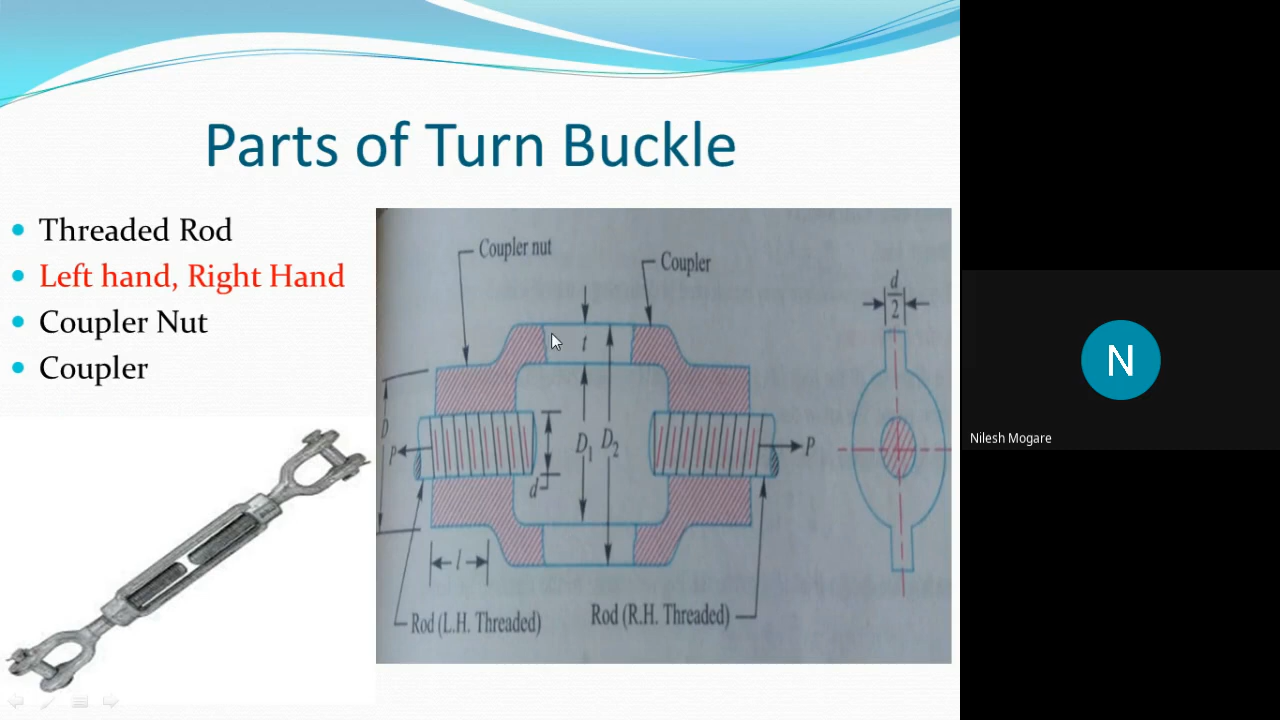 Parts of Turn Buckle
Threaded Rod
Left hand, Right Hand
Coupler Nut
Coupler
Coupler nut
Coupler
d
2
t
D
P
D1 D2
P
d
l
Rod (L.H. Threaded)
Rod (R.H. Threaded)
N
Nilesh Mogare